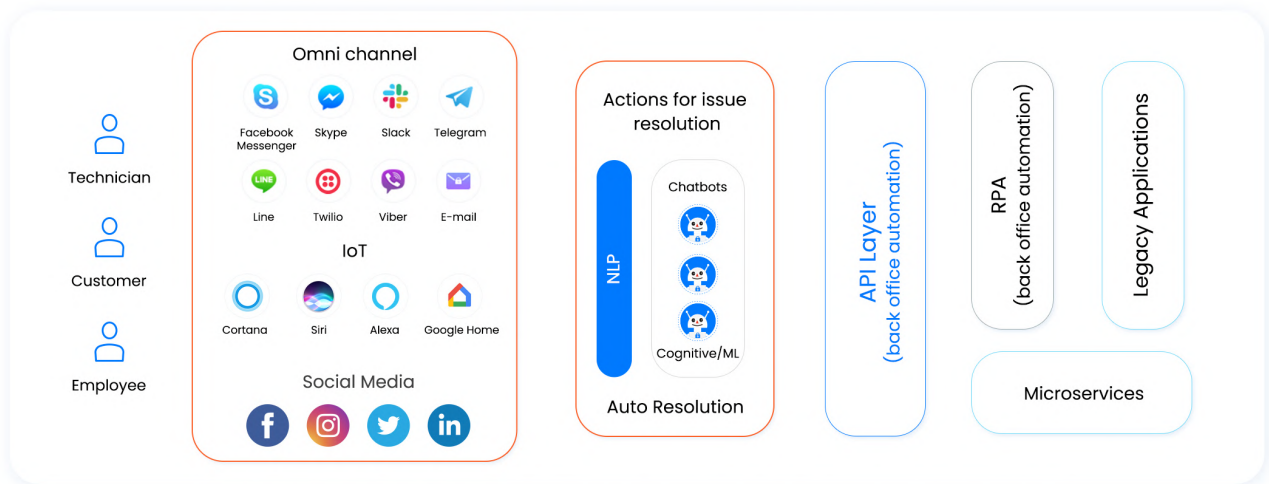 Technician
Customer
Employee
Omni channel
Facebook
Messenger
Skype
Slack
Telegram
LINE
Line
Twilio
Viber
E-mail
IoT
Cortana
Siri
Alexa
Google Home
Social Media
f
in
Actions for issue
resolution
NLP
Chatbots
Cognitive/ML
Auto Resolution
API Layer
(back office automation)
RPA
(back office automation)
Legacy Applications
Microservices